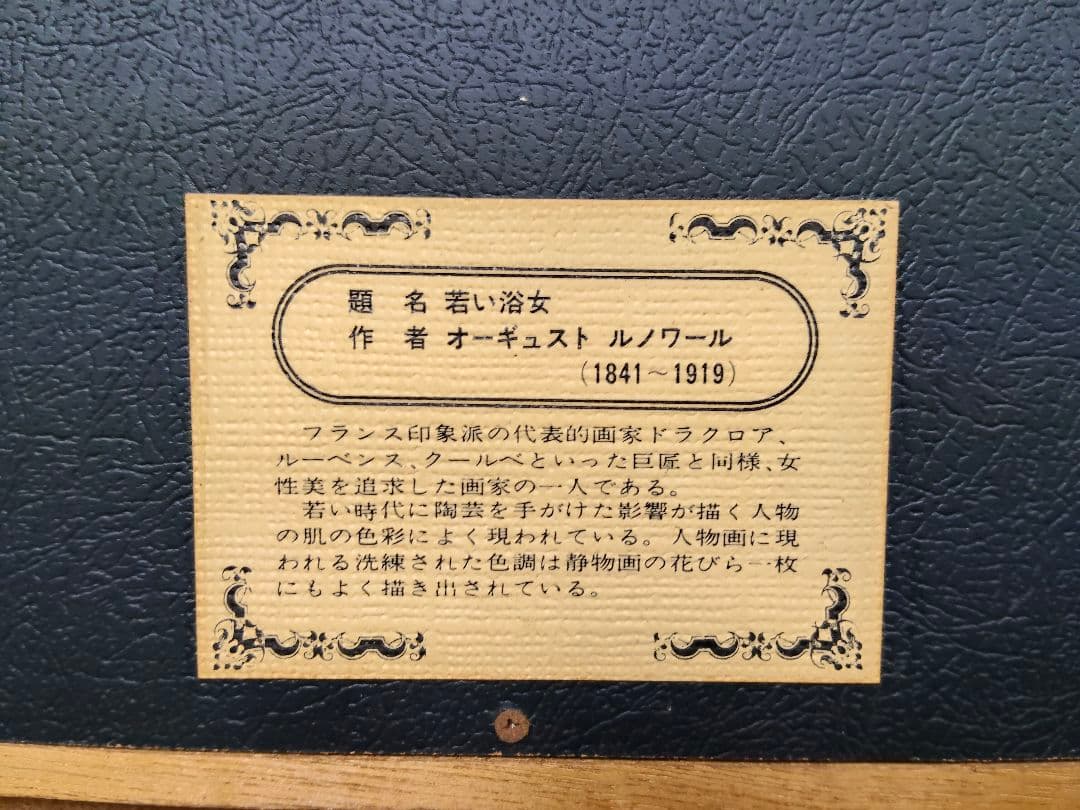 題 名 若い浴女
作 者 オーギュスト ルノワール
(1841～1919)
フランス印象派の代表的画家ドラクロア、
ルーベンス、クールベといった巨匠と同様、女
性美を追求した画家の一人である。
若い時代に陶芸を手がけた影響が描く人物
の肌の色彩によく現われている。人物画に現
われる洗練された色調は静物画の花びら一枚
にもよく描き出されている。